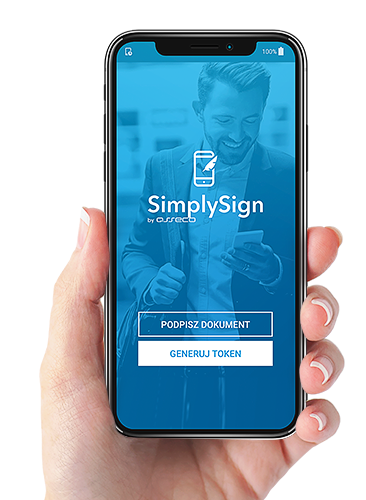 100%
SimplySign
by asseco
PODPISZ DOKUMENT
GENERUJ TOKEN